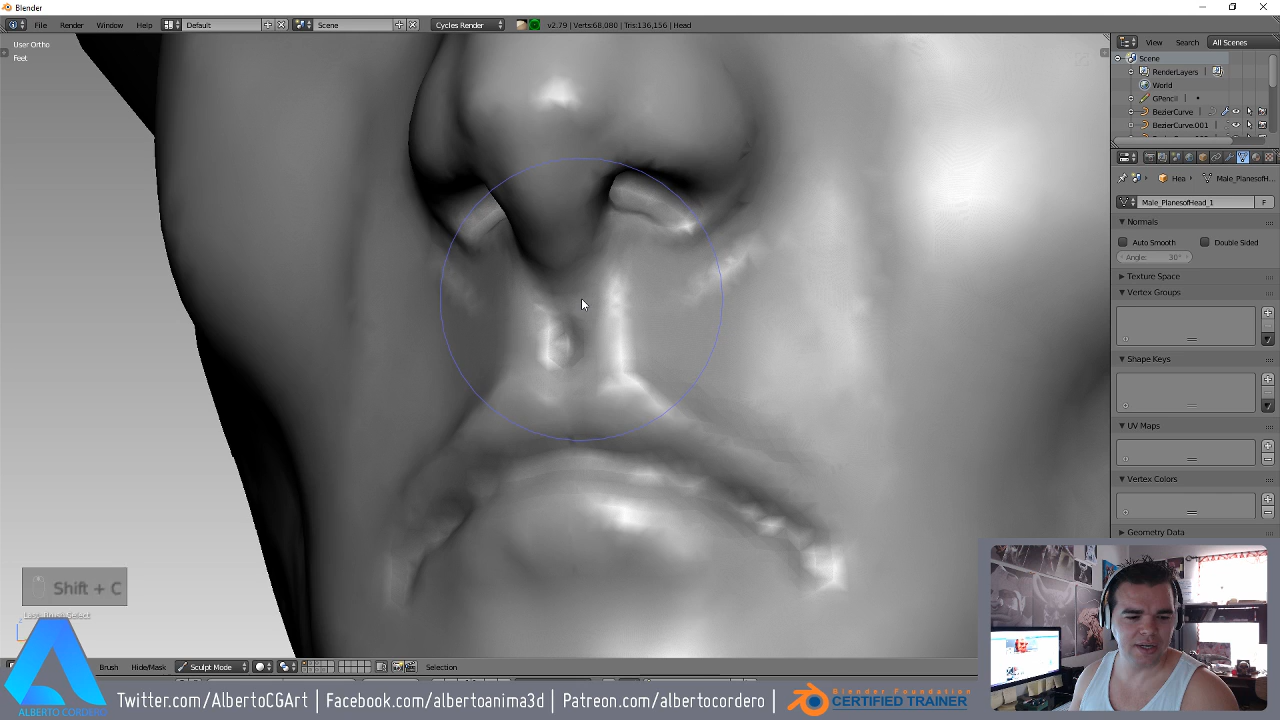 Blender
File Render Window Help Default Scene Cycles Render v2.79 | Verts:68,080 | Tris:136,156 | Head
View Search All Scenes
User Ortho
Feet
Scene
RenderLayers
World
GPencil
BezierCurve
BezierCurve.001
Hea Male_PlanesofH...
Male_PlanesofHead_1 F
Normals
Auto Smooth Double Sided
Angle: 30°
Texture Space
Vertex Groups
Shape Keys
UV Maps
Vertex Colors
Geometry Data
Shift + C
Brush Hide/Mask Sculpt Mode Selection
ALBERTO CORDERO
Twitter.com/AlbertoCGArt | Facebook.com/albertoanima3d | Patreon.com/albertocordero |
Blender Foundation
CERTIFIED TRAINER